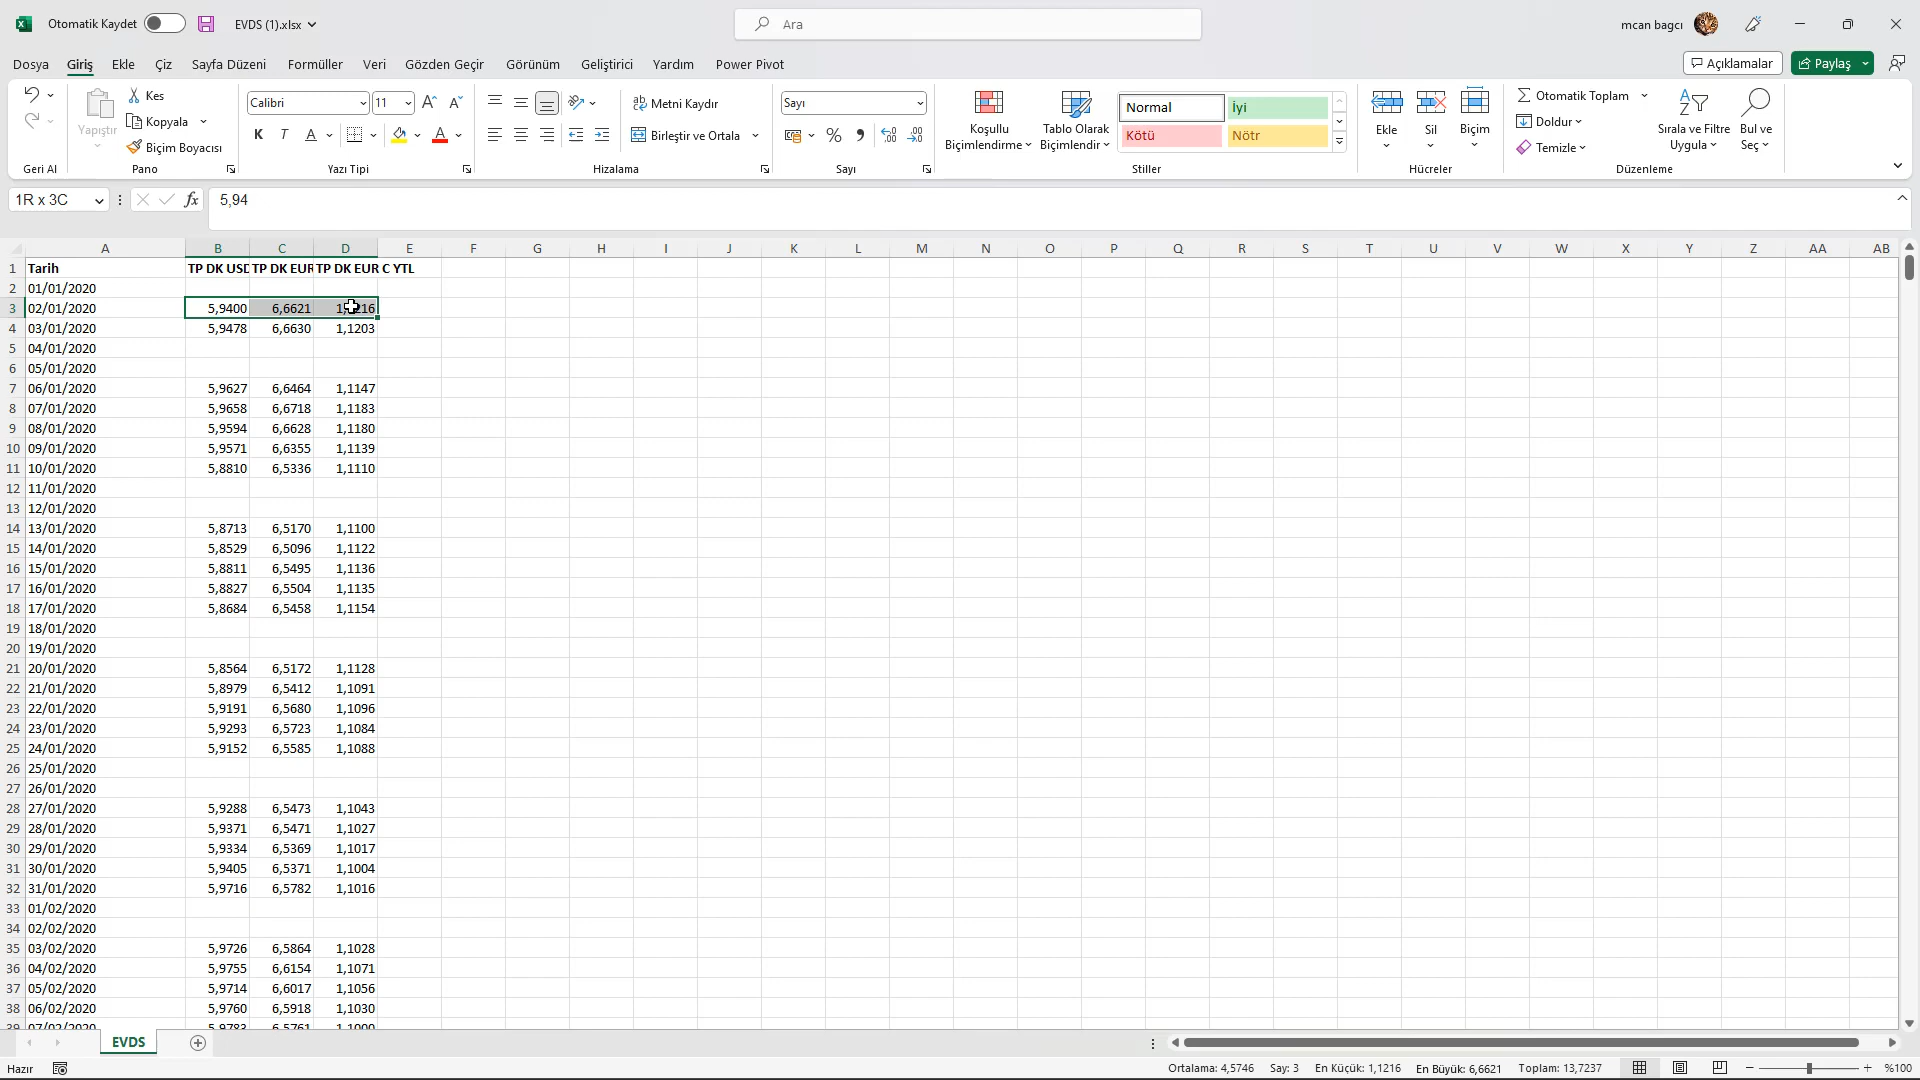 Otomatik Kaydet EVDS (1).xlsx Ara mcan bagcı
Dosya Giriş Ekle Çiz Sayfa Düzeni Formüller Veri Gözden Geçir Görünüm Geliştirici Yardım Power Pivot Açıklamalar Paylaş
Yapıştır Kes Kopyala Biçim Boyacısı
Calibri 11
K T A A
Metni Kaydır
Birleştir ve Ortala
Sayı
Koşullu Biçimlendirme
Tablo Olarak Biçimlendir
Normal İyi
Kötü Nötr
Ekle Sil Biçim
Otomatik Toplam
Doldur
Temizle
Sırala ve Filtre Uygula
Bul ve Seç
Geri Al Pano Yazı Tipi Hizalama Sayı Stiller Hücreler Düzenleme
1R x 3C fx 5,94
A B C D E F G H I J K L M N O P Q R S T U V W X Y Z AA AB
1 Tarih TP DK USD TP DK EUR TP DK EUR C YTL
2 01/01/2020
3 02/01/2020 5,9400 6,6621
4 03/01/2020 5,9478 6,6630 1,1203
5 04/01/2020
6 05/01/2020
7 06/01/2020 5,9627 6,6464 1,1147
8 07/01/2020 5,9658 6,6718 1,1183
9 08/01/2020 5,9594 6,6628 1,1180
10 09/01/2020 5,9571 6,6355 1,1139
11 10/01/2020 5,8810 6,5336 1,1110
12 11/01/2020
13 12/01/2020
14 13/01/2020 5,8713 6,5170 1,1100
15 14/01/2020 5,8529 6,5096 1,1122
16 15/01/2020 5,8811 6,5495 1,1136
17 16/01/2020 5,8827 6,5504 1,1135
18 17/01/2020 5,8684 6,5458 1,1154
19 18/01/2020
20 19/01/2020
21 20/01/2020 5,8564 6,5172 1,1128
22 21/01/2020 5,8979 6,5412 1,1091
23 22/01/2020 5,9191 6,5680 1,1096
24 23/01/2020 5,9293 6,5723 1,1084
25 24/01/2020 5,9152 6,5585 1,1088
26 25/01/2020
27 26/01/2020
28 27/01/2020 5,9288 6,5473 1,1043
29 28/01/2020 5,9371 6,5471 1,1027
30 29/01/2020 5,9334 6,5369 1,1017
31 30/01/2020 5,9405 6,5371 1,1004
32 31/01/2020 5,9716 6,5782 1,1016
33 01/02/2020
34 02/02/2020
35 03/02/2020 5,9726 6,5864 1,1028
36 04/02/2020 5,9755 6,6154 1,1071
37 05/02/2020 5,9714 6,6017 1,1056
38 06/02/2020 5,9760 6,5918 1,1030
39 07/02/2020 5,9783 6,5761 1,1000
EVDS
Hazır Ortalama: 4,5746 Say: 3 En Küçük: 1,1216 En Büyük: 6,6621 Toplam: 13,7237 %100